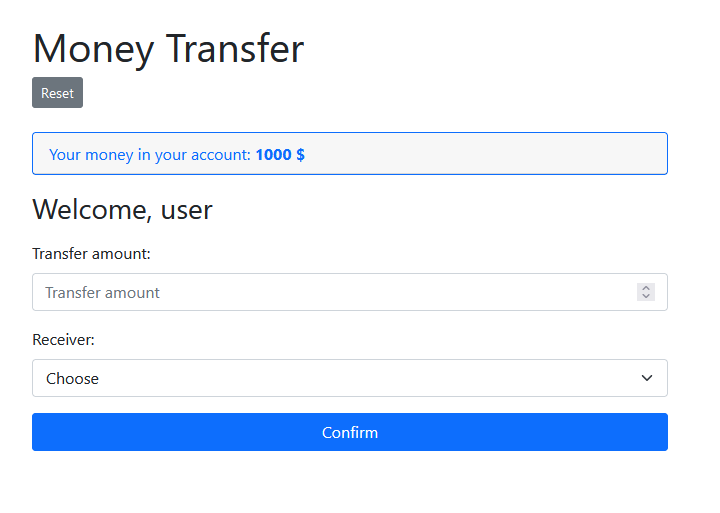 Money Transfer
Reset
Your money in your account: 1000 $
Welcome, user
Transfer amount:
Transfer amount
Receiver:
Choose
Confirm